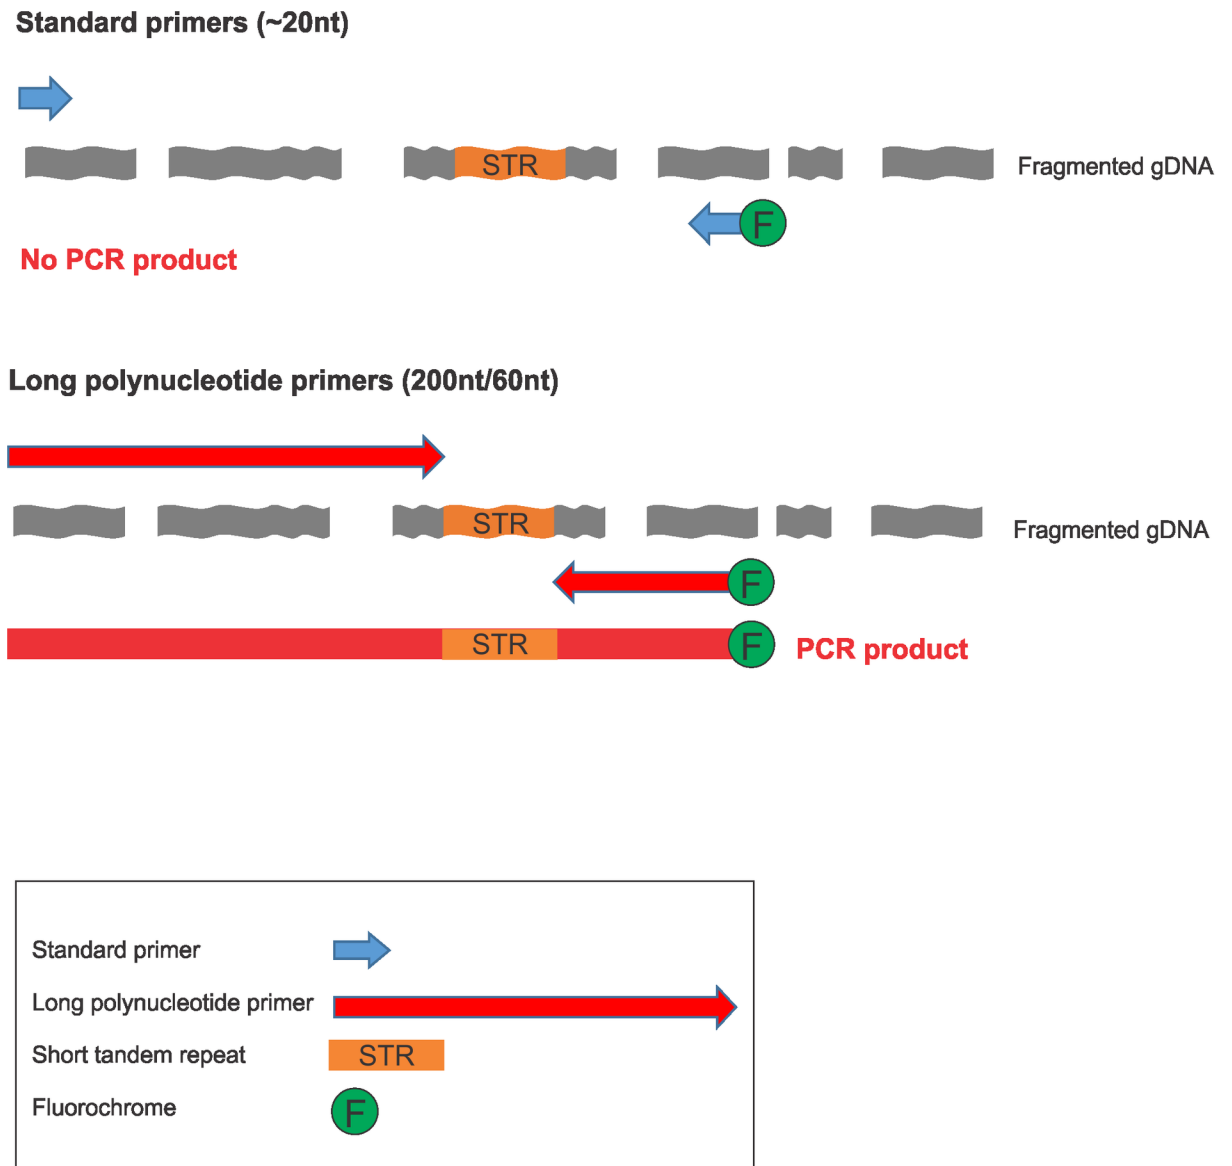 Standard primers (~20nt)
STR
Fragmented gDNA
F
No PCR product
Long polynucleotide primers (200nt/60nt)
STR
Fragmented gDNA
F
STR
F
PCR product
Standard primer
Long polynucleotide primer
Short tandem repeat
STR
Fluorochrome
F